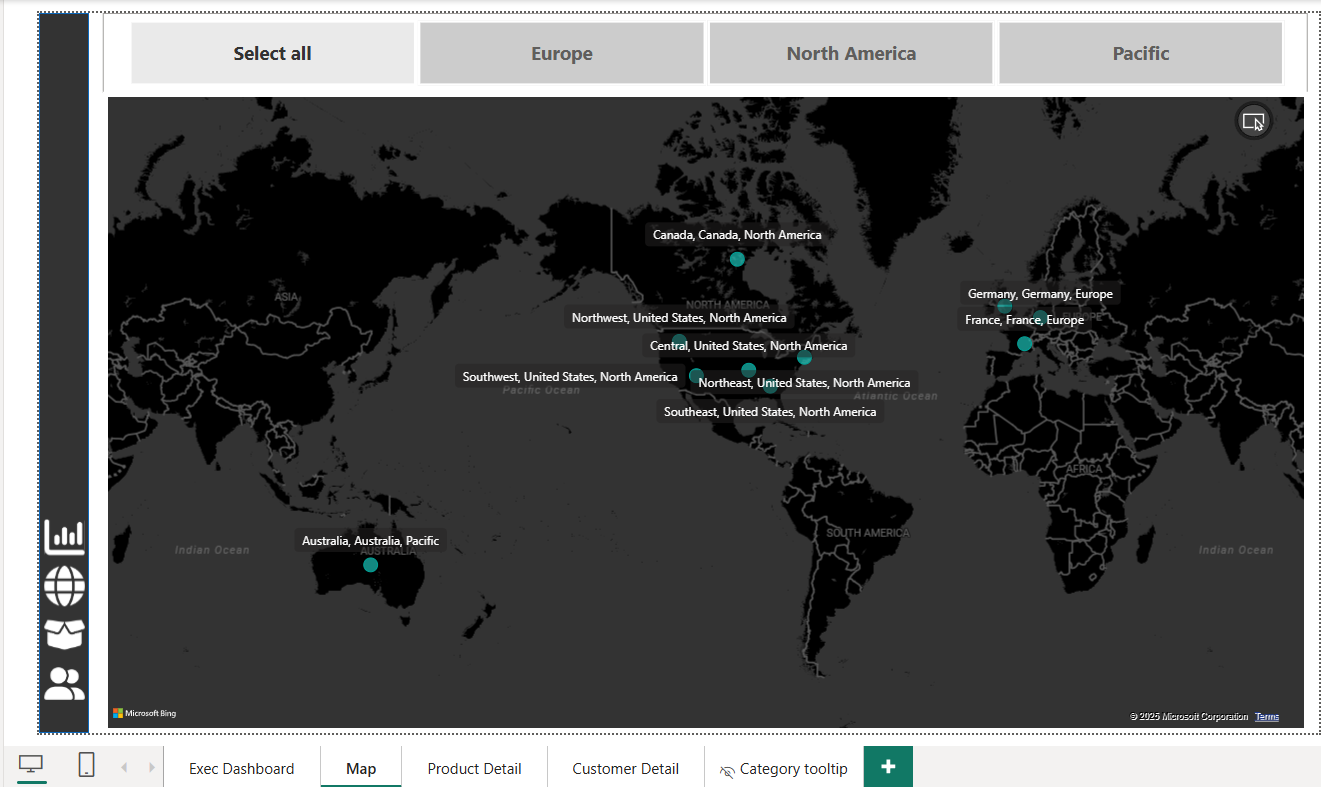 Select all
Europe
North America
Pacific
Canada, Canada, North America
ASIA
NORTH AMERICA
Germany, Germany, Europe
Northwest, United States, North America
EUROPE
France, France, Europe
Central, United States, North America
Southwest, United States, North America
Northeast, United States, North America
Pacific Ocean
Atlantic Ocean
Southeast, United States, North America
AFRICA
SOUTH AMERICA
Australia, Australia, Pacific
AUSTRALIA
Indian Ocean
Indian Ocean
Microsoft Bing
© 2025 Microsoft Corporation Terms
Exec Dashboard
Map
Product Detail
Customer Detail
Category tooltip
+